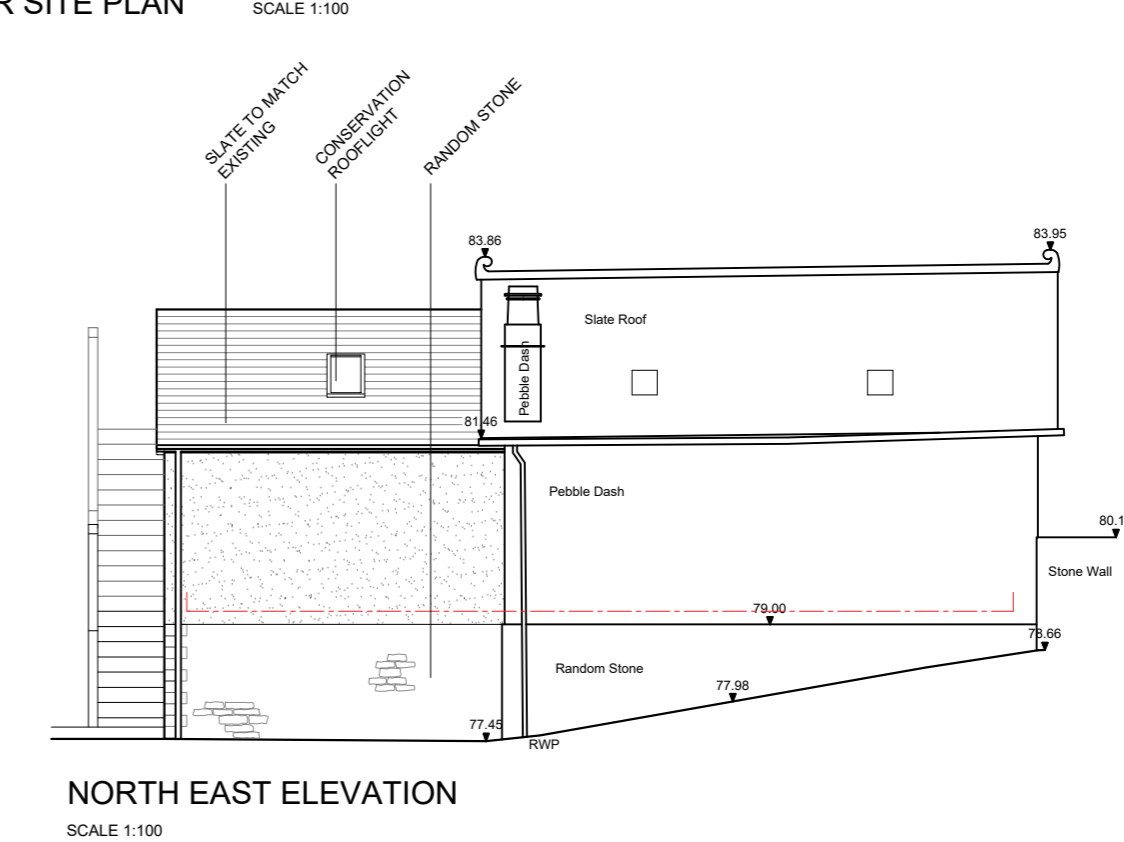 R SITE PLAN
SCALE 1:100
SLATE TO MATCH
EXISTING
CONSERVATION
ROOFLIGHT
RANDOM STONE
83.86
83.95
Slate Roof
Pebble Dash
81.46
Pebble Dash
80.1
Stone Wall
79.00
78.66
Random Stone
77.98
77.45
RWP
NORTH EAST ELEVATION
SCALE 1:100